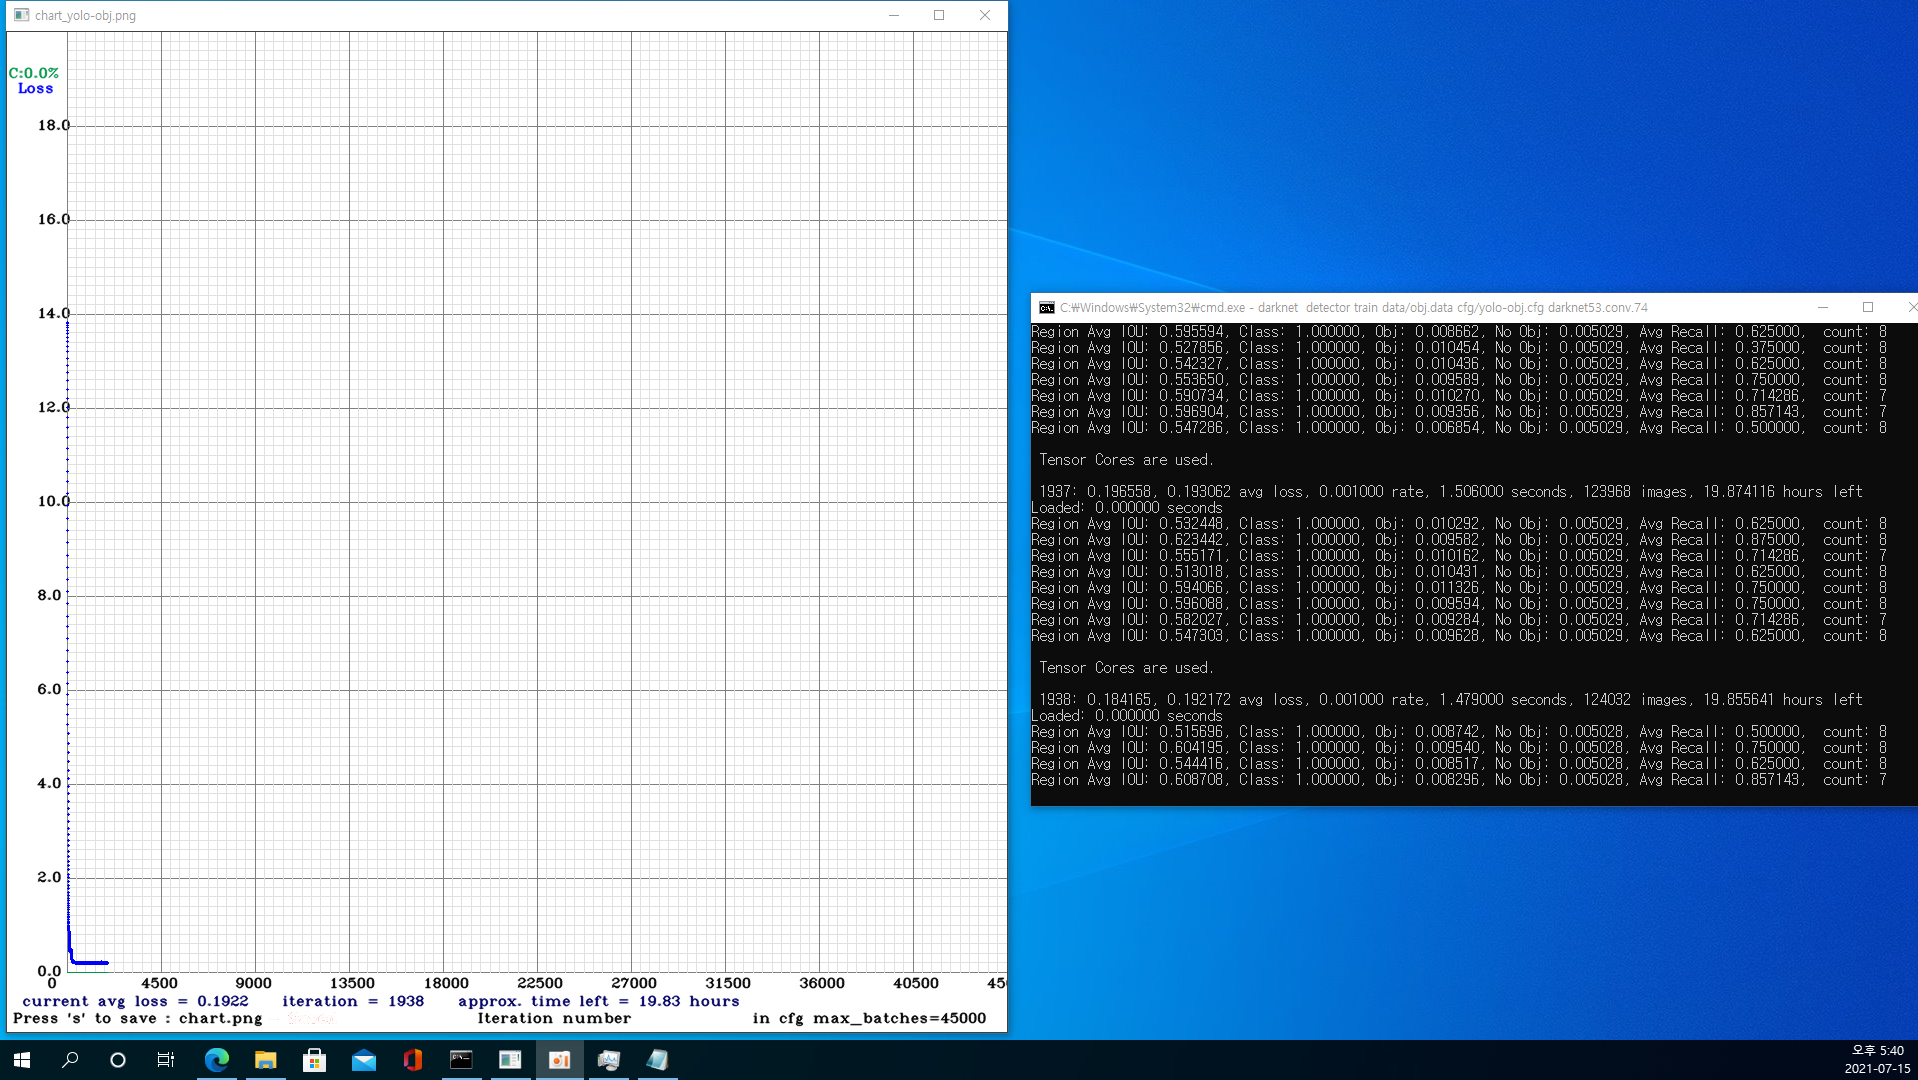 chart_yolo-obj.png
C:0.0%
Loss
18.0
16.0
14.0
12.0
10.0
8.0
6.0
4.0
2.0
0.0
0 4500 9000 13500 18000 22500 27000 31500 36000 40500 45
current avg loss = 0.1922 iteration = 1938 approx. time left = 19.83 hours
Press 's' to save : chart.png Iteration number in cfg max_batches=45000
C:₩Windows₩System32₩cmd.exe - darknet  detector train data/obj.data cfg/yolo-obj.cfg darknet53.conv.74
Region Avg IOU: 0.595594, Class: 1.000000, Obj: 0.008662, No Obj: 0.005029, Avg Recall: 0.625000,  count: 8
Region Avg IOU: 0.527856, Class: 1.000000, Obj: 0.010454, No Obj: 0.005029, Avg Recall: 0.375000,  count: 8
Region Avg IOU: 0.542327, Class: 1.000000, Obj: 0.010436, No Obj: 0.005029, Avg Recall: 0.625000,  count: 8
Region Avg IOU: 0.553650, Class: 1.000000, Obj: 0.009589, No Obj: 0.005029, Avg Recall: 0.750000,  count: 8
Region Avg IOU: 0.590734, Class: 1.000000, Obj: 0.010270, No Obj: 0.005029, Avg Recall: 0.714286,  count: 7
Region Avg IOU: 0.596904, Class: 1.000000, Obj: 0.009356, No Obj: 0.005029, Avg Recall: 0.857143,  count: 7
Region Avg IOU: 0.547286, Class: 1.000000, Obj: 0.006854, No Obj: 0.005029, Avg Recall: 0.500000,  count: 8
Tensor Cores are used.
1937: 0.196558, 0.193062 avg loss, 0.001000 rate, 1.506000 seconds, 123968 images, 19.874116 hours left
Loaded: 0.000000 seconds
Region Avg IOU: 0.532448, Class: 1.000000, Obj: 0.010292, No Obj: 0.005029, Avg Recall: 0.625000,  count: 8
Region Avg IOU: 0.623442, Class: 1.000000, Obj: 0.009582, No Obj: 0.005029, Avg Recall: 0.875000,  count: 8
Region Avg IOU: 0.555171, Class: 1.000000, Obj: 0.010162, No Obj: 0.005029, Avg Recall: 0.714286,  count: 7
Region Avg IOU: 0.513018, Class: 1.000000, Obj: 0.010431, No Obj: 0.005029, Avg Recall: 0.625000,  count: 8
Region Avg IOU: 0.594066, Class: 1.000000, Obj: 0.011326, No Obj: 0.005029, Avg Recall: 0.750000,  count: 8
Region Avg IOU: 0.596088, Class: 1.000000, Obj: 0.009594, No Obj: 0.005029, Avg Recall: 0.750000,  count: 8
Region Avg IOU: 0.582027, Class: 1.000000, Obj: 0.009284, No Obj: 0.005029, Avg Recall: 0.714286,  count: 7
Region Avg IOU: 0.547303, Class: 1.000000, Obj: 0.009628, No Obj: 0.005029, Avg Recall: 0.625000,  count: 8
Tensor Cores are used.
1938: 0.184165, 0.192172 avg loss, 0.001000 rate, 1.479000 seconds, 124032 images, 19.855641 hours left
Loaded: 0.000000 seconds
Region Avg IOU: 0.515696, Class: 1.000000, Obj: 0.008742, No Obj: 0.005028, Avg Recall: 0.500000,  count: 8
Region Avg IOU: 0.604195, Class: 1.000000, Obj: 0.009540, No Obj: 0.005028, Avg Recall: 0.750000,  count: 8
Region Avg IOU: 0.544416, Class: 1.000000, Obj: 0.008517, No Obj: 0.005028, Avg Recall: 0.625000,  count: 8
Region Avg IOU: 0.608708, Class: 1.000000, Obj: 0.008296, No Obj: 0.005028, Avg Recall: 0.857143,  count: 7
오후 5:40
2021-07-15